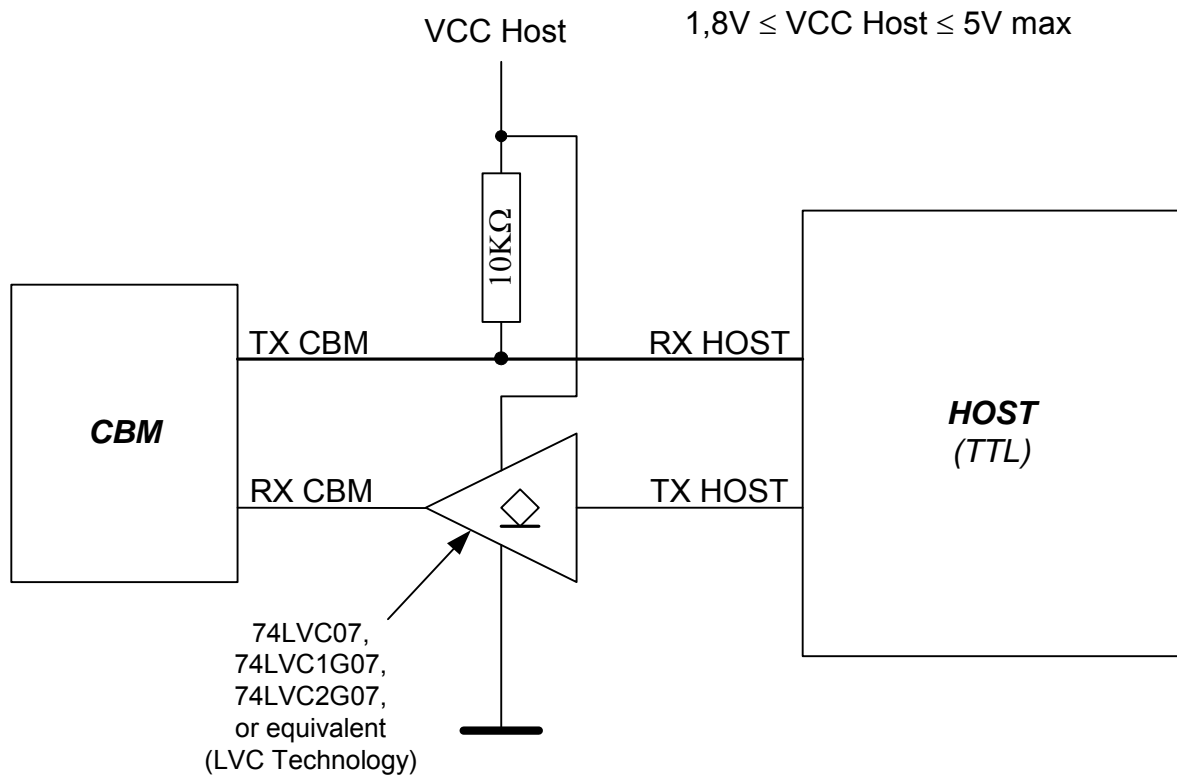 VCC Host
1,8V ≤ VCC Host ≤ 5V max
10KΩ
TX CBM
RX HOST
CBM
HOST
(TTL)
RX CBM
TX HOST
74LVC07,
74LVC1G07,
74LVC2G07,
or equivalent
(LVC Technology)